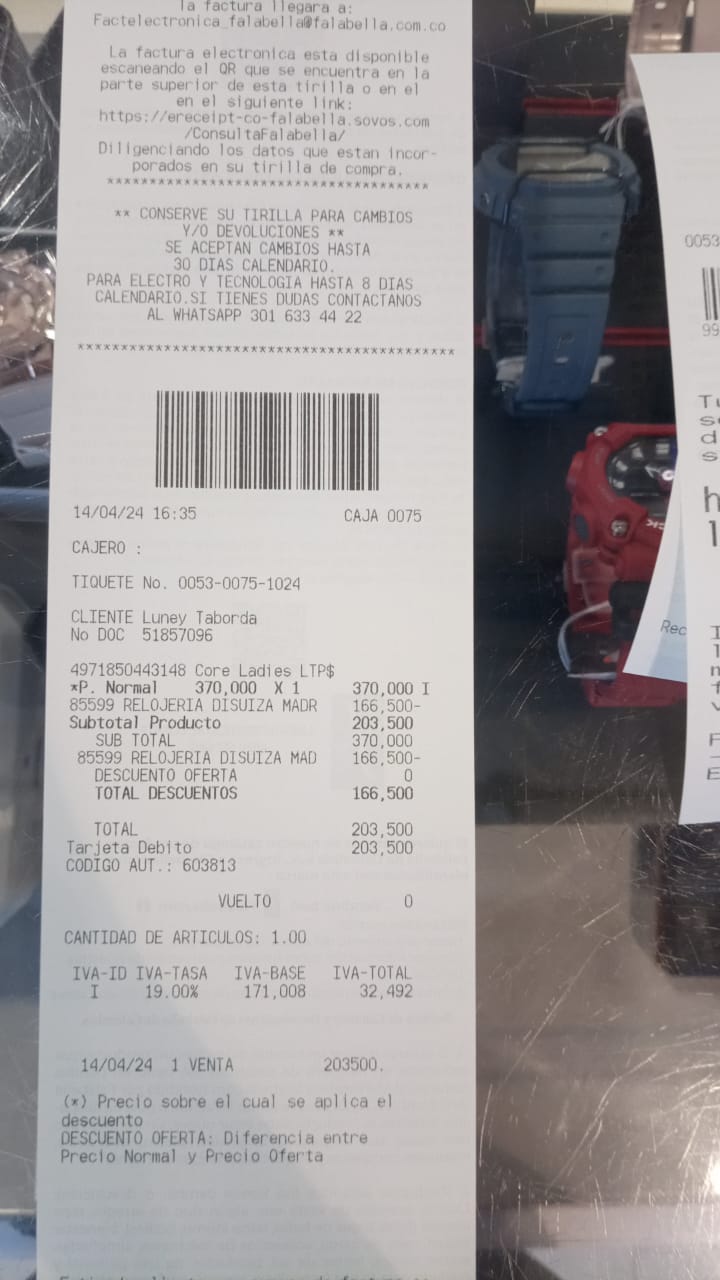 la factura llegara a:
Factelectronica_falabella@falabella.com.co
La factura electronica esta disponible
escaneando el QR que se encuentra en la
parte superior de esta tirilla o en el
en el siguiente link:
https://ereceipt-co-falabella.sovos.com
/ConsultaFalabella/
Diligenciando los datos que estan incor-
porados en su tirilla de compra.
*************************************
** CONSERVE SU TIRILLA PARA CAMBIOS
Y/O DEVOLUCIONES **
SE ACEPTAN CAMBIOS HASTA
30 DIAS CALENDARIO.
PARA ELECTRO Y TECNOLOGIA HASTA 8 DIAS
CALENDARIO.SI TIENES DUDAS CONTACTANOS
AL WHATSAPP 301 633 44 22
*******************************************
14/04/24 16:35 CAJA 0075
CAJERO :
TIQUETE No. 0053-0075-1024
CLIENTE Luney Taborda
No DOC 51857096
4971850443148 Core Ladies LTP$
*P. Normal 370,000 X 1 370,000 I
85599 RELOJERIA DISUIZA MADR 166,500-
Subtotal Producto 203,500
SUB TOTAL 370,000
85599 RELOJERIA DISUIZA MAD 166,500-
DESCUENTO OFERTA 0
TOTAL DESCUENTOS 166,500
TOTAL 203,500
Tarjeta Debito 203,500
CODIGO AUT.: 603813
VUELTO 0
CANTIDAD DE ARTICULOS: 1.00
IVA-ID IVA-TASA IVA-BASE IVA-TOTAL
I 19.00% 171,008 32,492
14/04/24 1 VENTA 203500.
(*) Precio sobre el cual se aplica el
descuento
DESCUENTO OFERTA: Diferencia entre
Precio Normal y Precio Oferta
0053
99
Rec